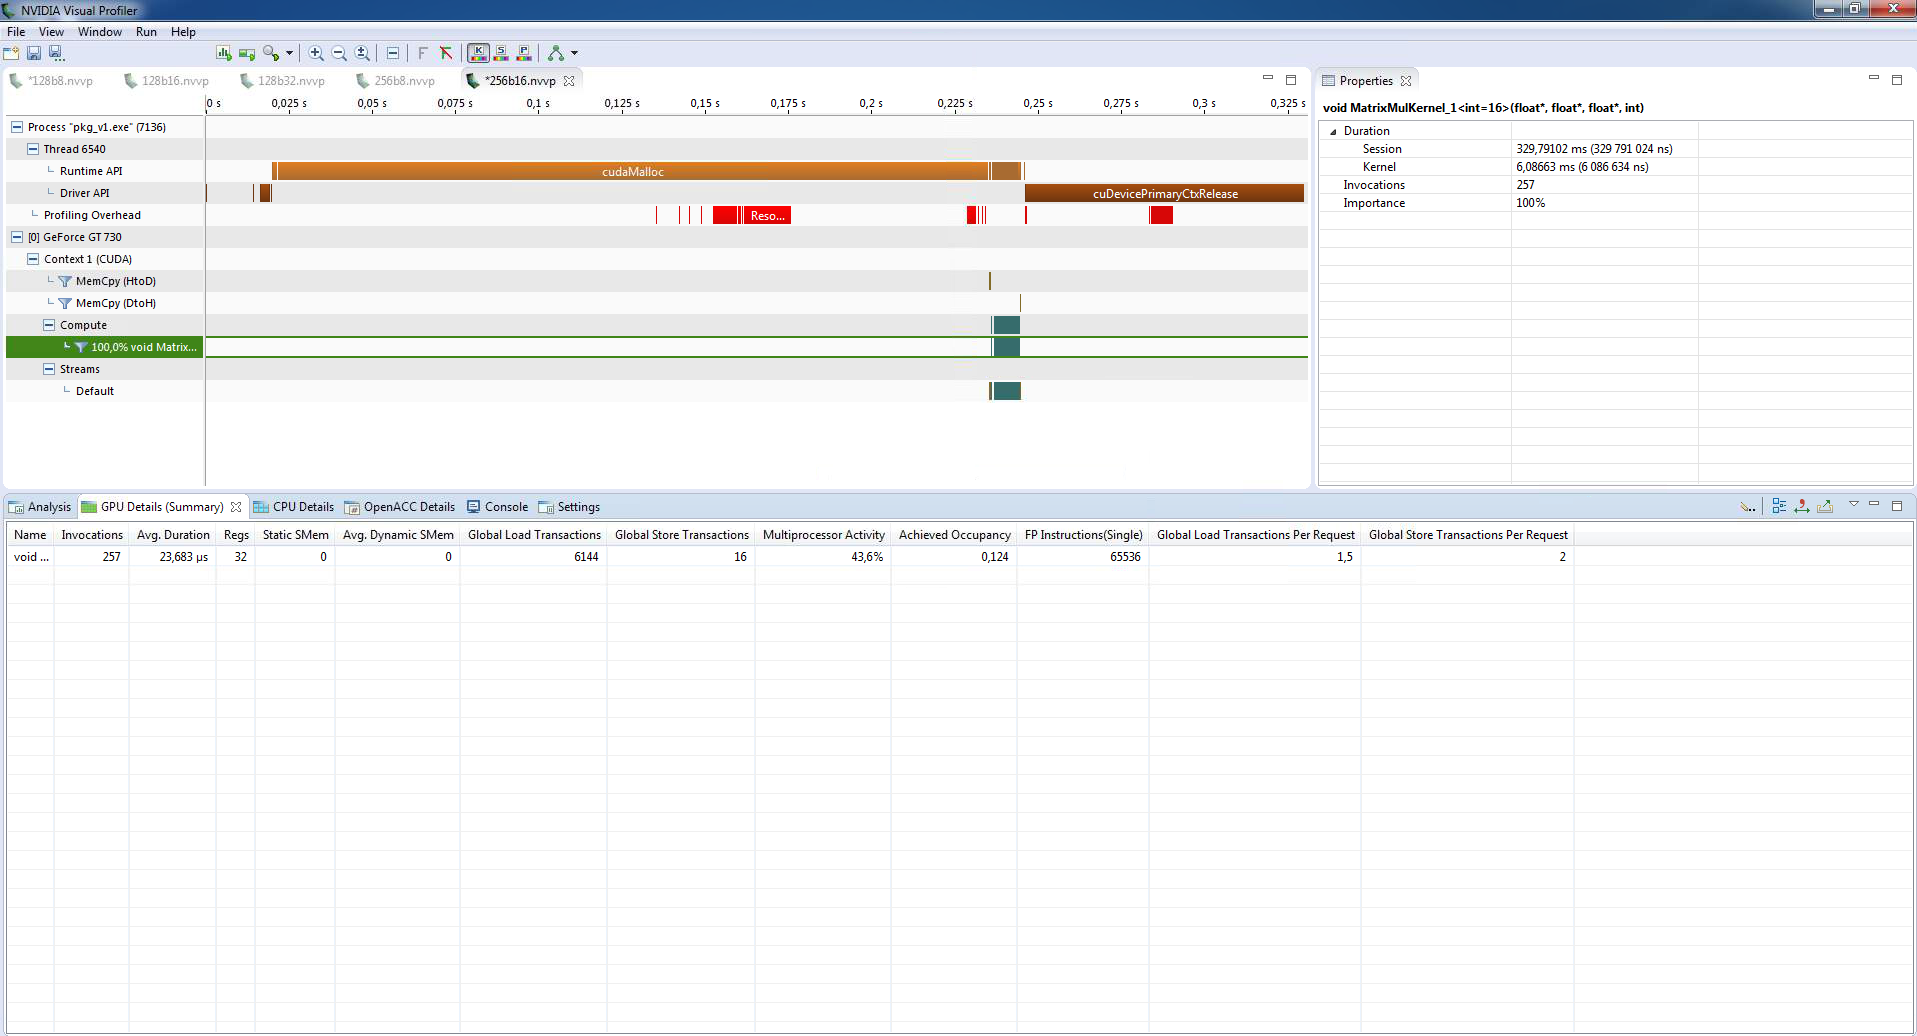 NVIDIA Visual Profiler
File View Window Run Help
*128b8.nvvp 128b16.nvvp 128b32.nvvp 256b8.nvvp *256b16.nvvp
0 s 0,025 s 0,05 s 0,075 s 0,1 s 0,125 s 0,15 s 0,175 s 0,2 s 0,225 s 0,25 s 0,275 s 0,3 s 0,325 s
Process "pkg_v1.exe" (7136)
Thread 6540
Runtime API cudaMalloc
Driver API cuDevicePrimaryCtxRelease
Profiling Overhead Reso...
[0] GeForce GT 730
Context 1 (CUDA)
MemCpy (HtoD)
MemCpy (DtoH)
Compute
100,0% void Matrix...
Streams
Default
Properties
void MatrixMulKernel_1<int=16>(float*, float*, float*, int)
Duration
Session 329,79102 ms (329 791 024 ns)
Kernel 6,08663 ms (6 086 634 ns)
Invocations 257
Importance 100%
Analysis GPU Details (Summary) CPU Details OpenACC Details Console Settings
Name Invocations Avg. Duration Regs Static SMem Avg. Dynamic SMem Global Load Transactions Global Store Transactions Multiprocessor Activity Achieved Occupancy FP Instructions(Single) Global Load Transactions Per Request Global Store Transactions Per Request
void ... 257 23,683 µs 32 0 0 6144 16 43,6% 0,124 65536 1,5 2